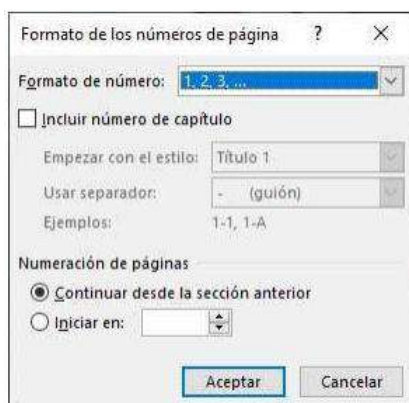 Formato de los números de página ?
Formato de número: 1, 2, 3, ...
Incluir número de capítulo
Empezar con el estilo: Título 1
Usar separador: - (guión)
Ejemplos: 1-1, 1-A
Numeración de páginas
Continuar desde la sección anterior
Iniciar en:
Aceptar Cancelar